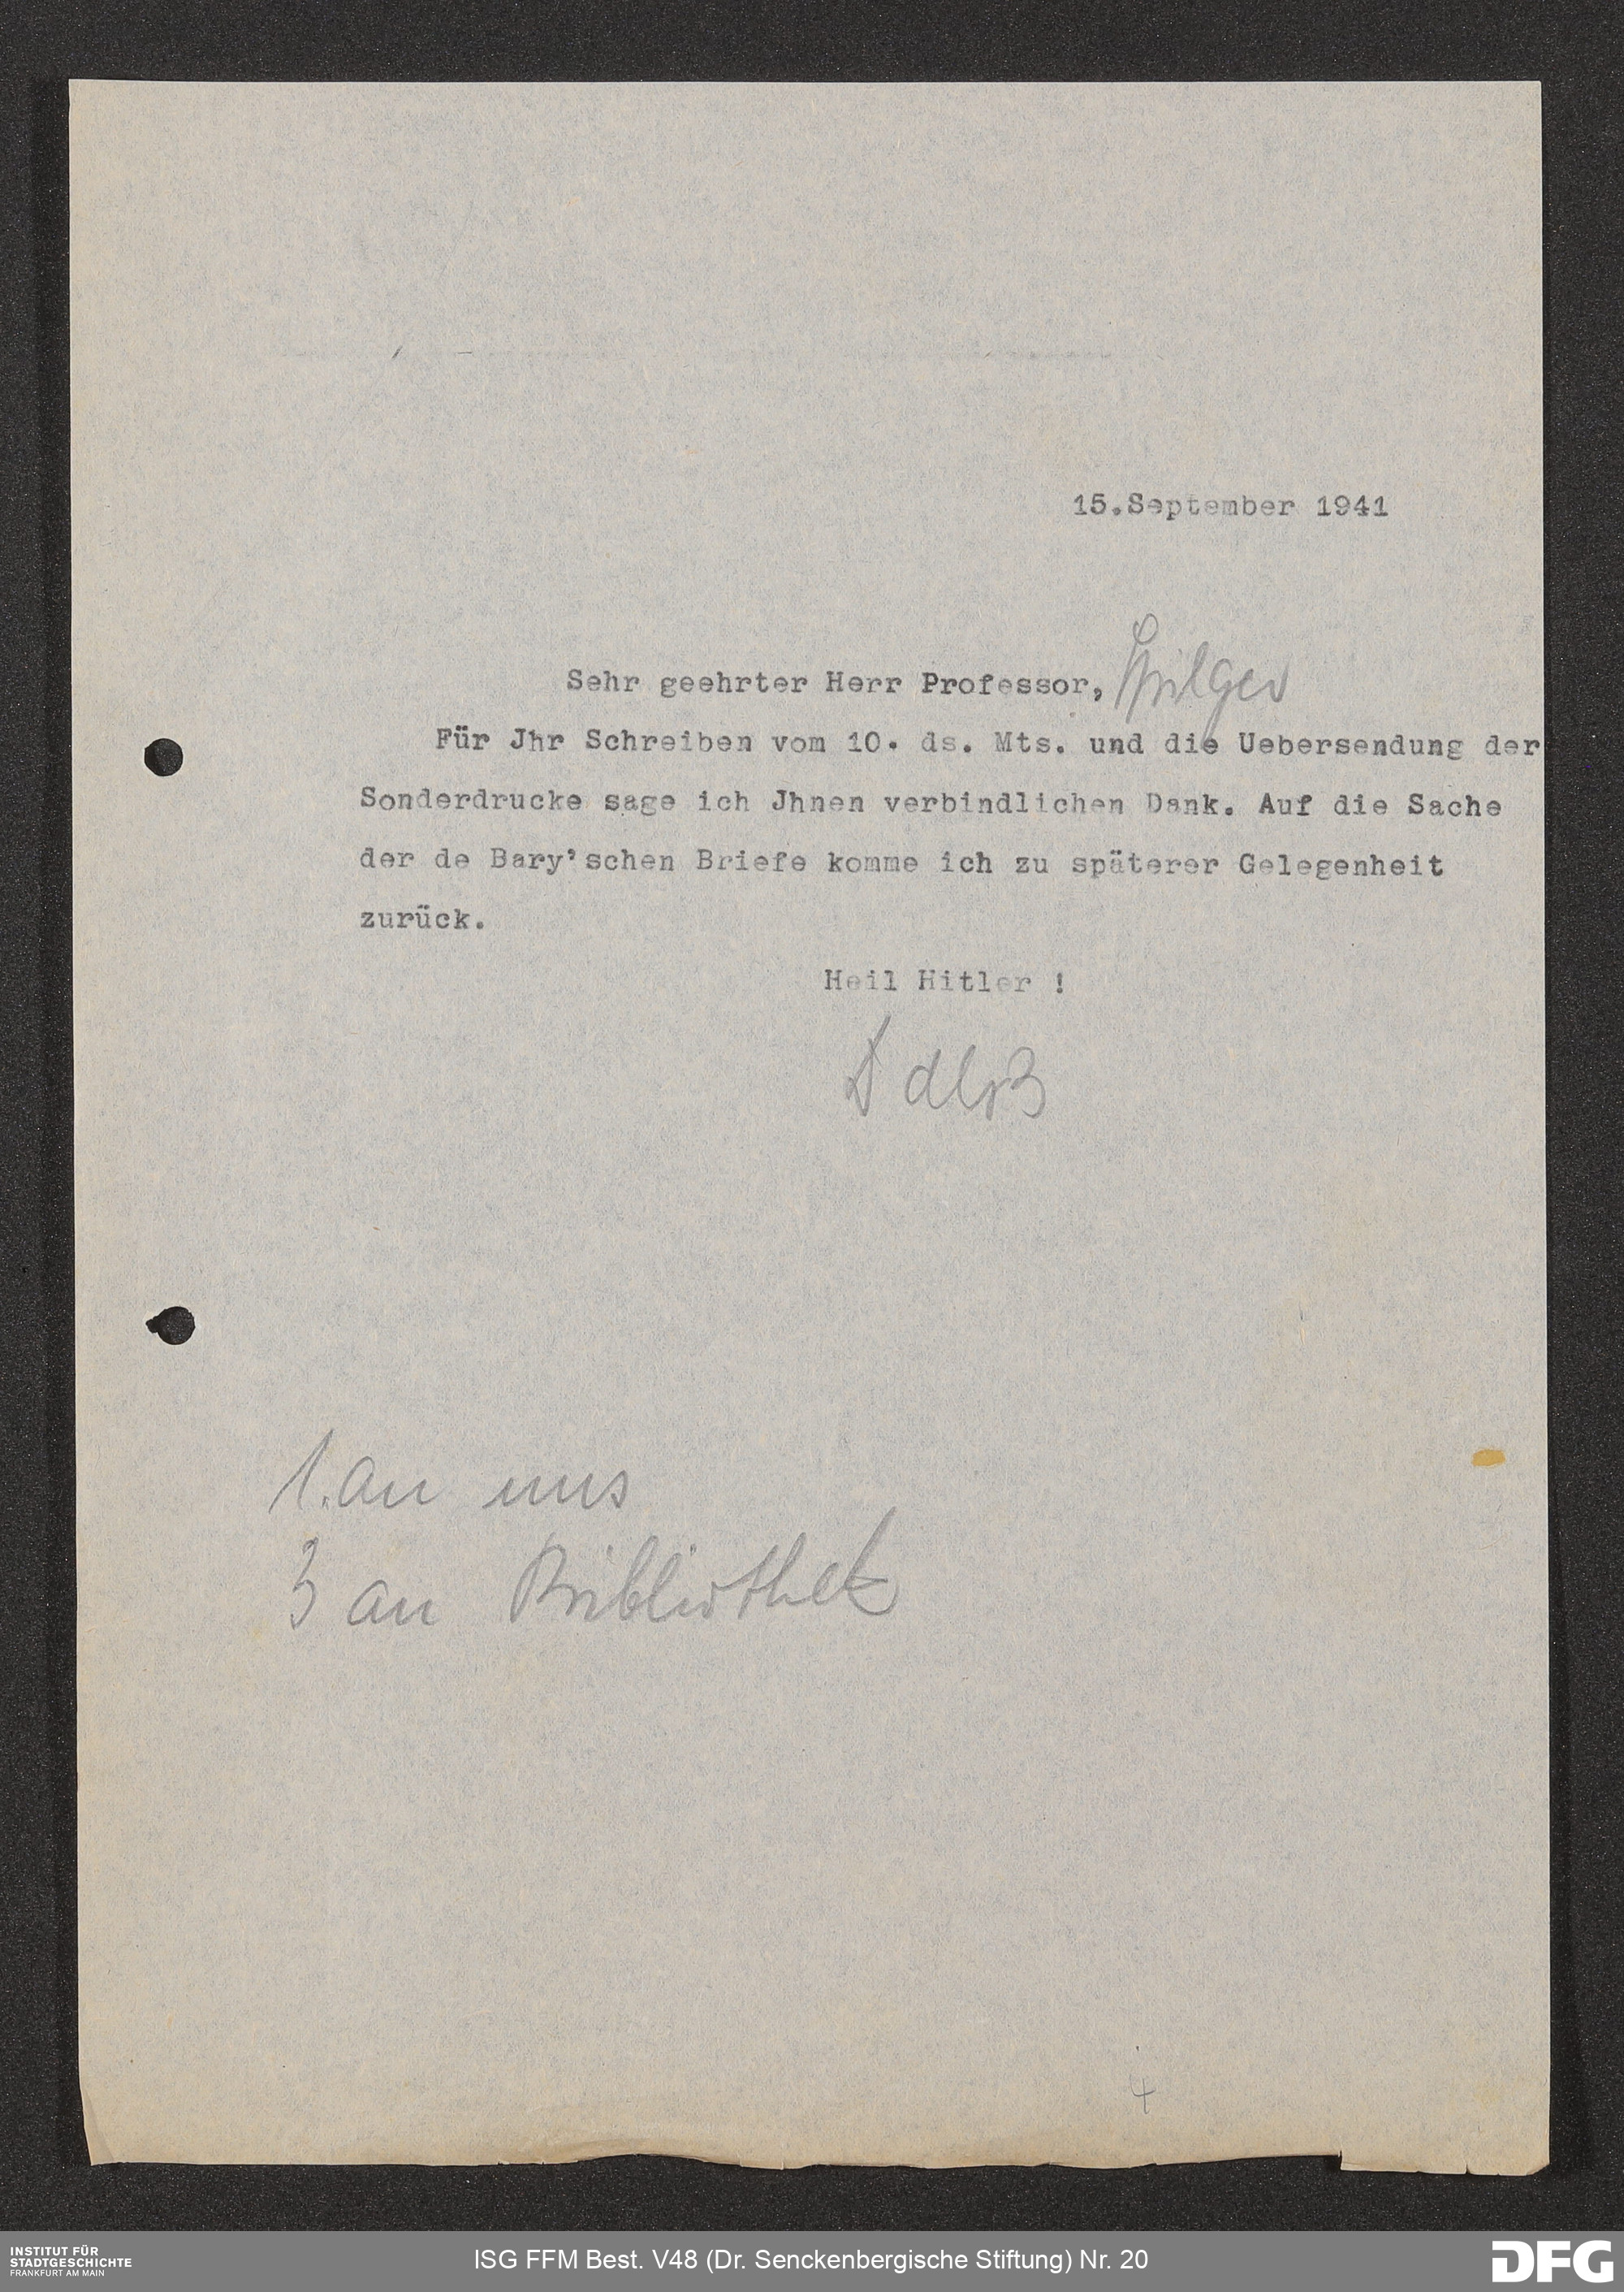 15.September 1941
Sehr geehrter Herr Professor, Spilger
Für Jhr Schreiben vom 10. ds. Mts. und die Uebersendung der
Sonderdrucke sage ich Jhnen verbindlichen Dank. Auf die Sache
der de Bary'schen Briefe komme ich zu späterer Gelegenheit
zurück.
Heil Hitler !
1. an uns
3 an Bibliothek
4
INSTITUT FÜR
STADTGESCHICHTE
FRANKFURT AM MAIN
ISG FFM Best. V48 (Dr. Senckenbergische Stiftung) Nr. 20
DFG